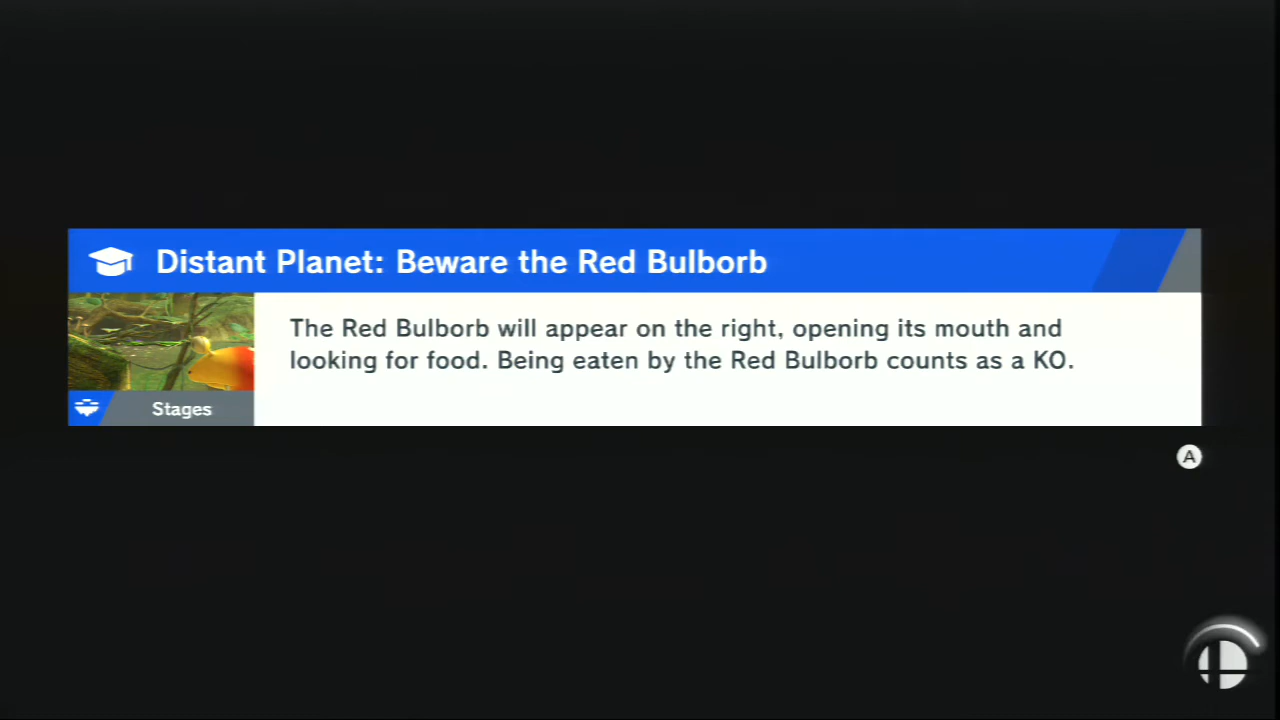 Distant Planet: Beware the Red Bulborb
The Red Bulborb will appear on the right, opening its mouth and
looking for food. Being eaten by the Red Bulborb counts as a KO.
Stages
A